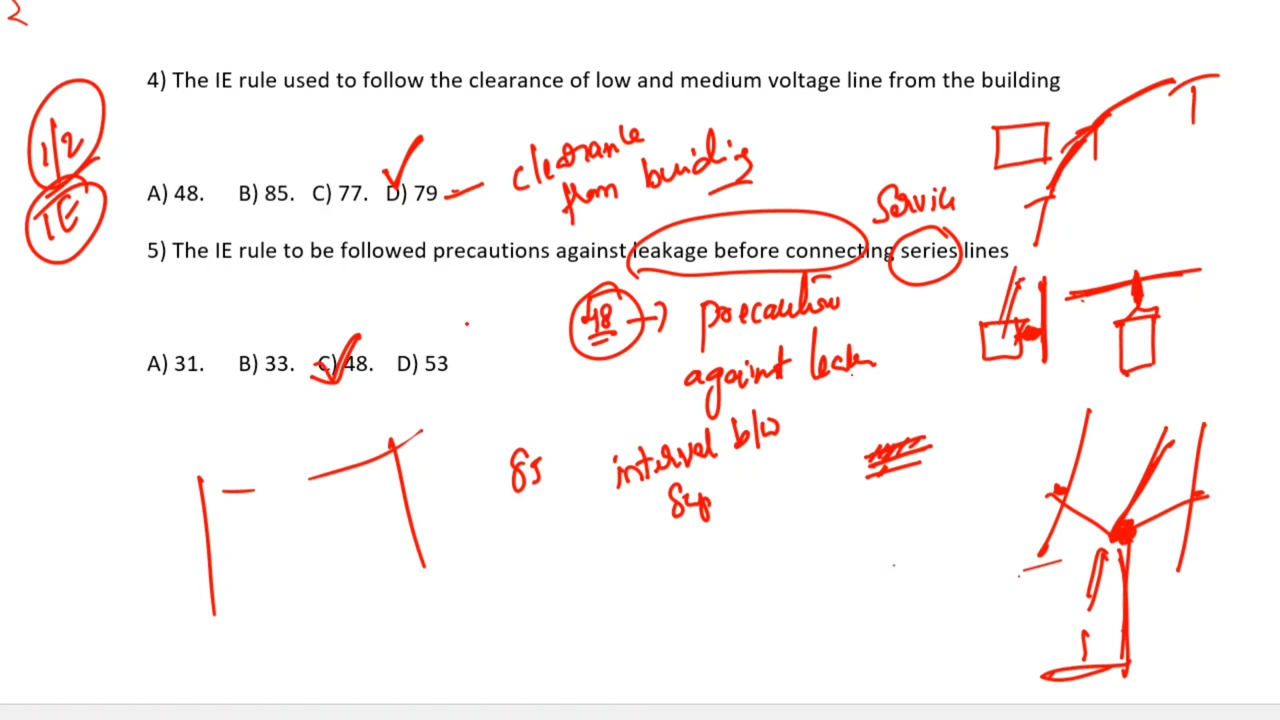 2
4) The IE rule used to follow the clearance of low and medium voltage line from the building
1/2
IE
A) 48. B) 85. C) 77. D) 79 – clearance from building
Service
5) The IE rule to be followed precautions against leakage before connecting series lines
48 → precaution against leak
A) 31. B) 33. C) 48. D) 53
85 interval b/w sup